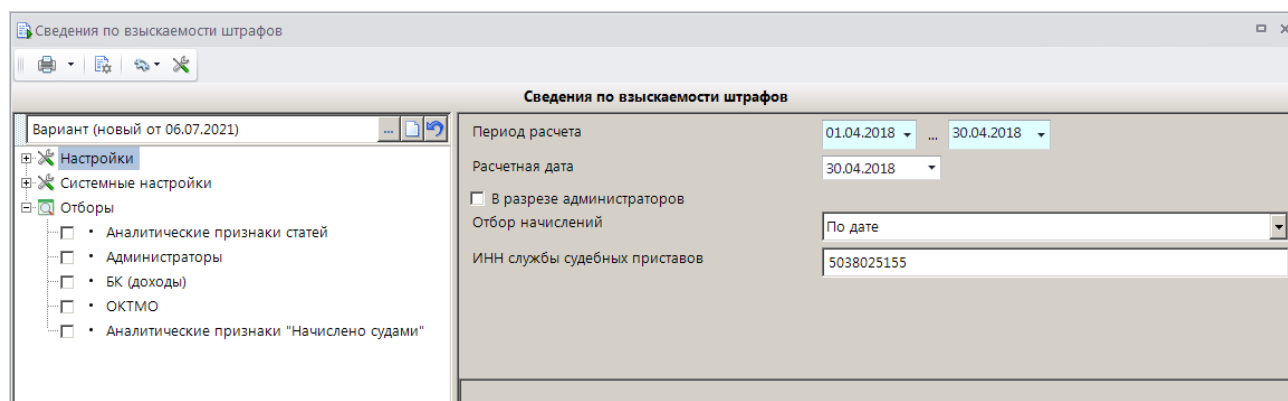 Сведения по взыскаемости штрафов
Сведения по взыскаемости штрафов
Вариант (новый от 06.07.2021) ...
Настройки
Системные настройки
Отборы
Аналитические признаки статей
Администраторы
БК (доходы)
ОКТМО
Аналитические признаки "Начислено судами"
Период расчета 01.04.2018 ... 30.04.2018
Расчетная дата 30.04.2018
В разрезе администраторов
Отбор начислений По дате
ИНН службы судебных приставов 5038025155